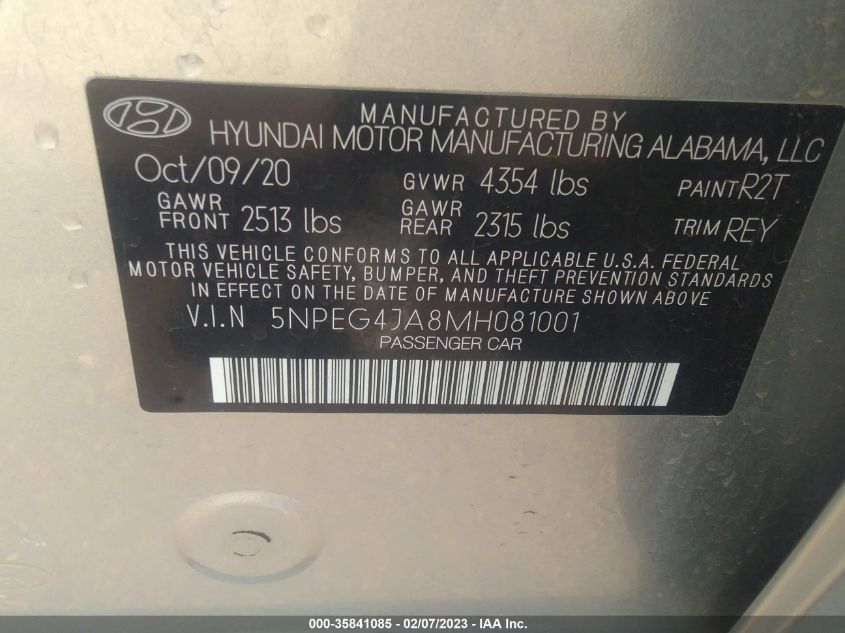 MANUFACTURED BY
HYUNDAI MOTOR MANUFACTURING ALABAMA, LLC
Oct/09/20 GVWR 4354 lbs PAINT R2T
GAWR FRONT 2513 lbs GAWR REAR 2315 lbs TRIM REY
THIS VEHICLE CONFORMS TO ALL APPLICABLE U.S.A. FEDERAL
MOTOR VEHICLE SAFETY, BUMPER, AND THEFT PREVENTION STANDARDS
IN EFFECT ON THE DATE OF MANUFACTURE SHOWN ABOVE
V.I.N 5NPEG4JA8MH081001
PASSENGER CAR
000-35841085 - 02/07/2023 - IAA Inc.